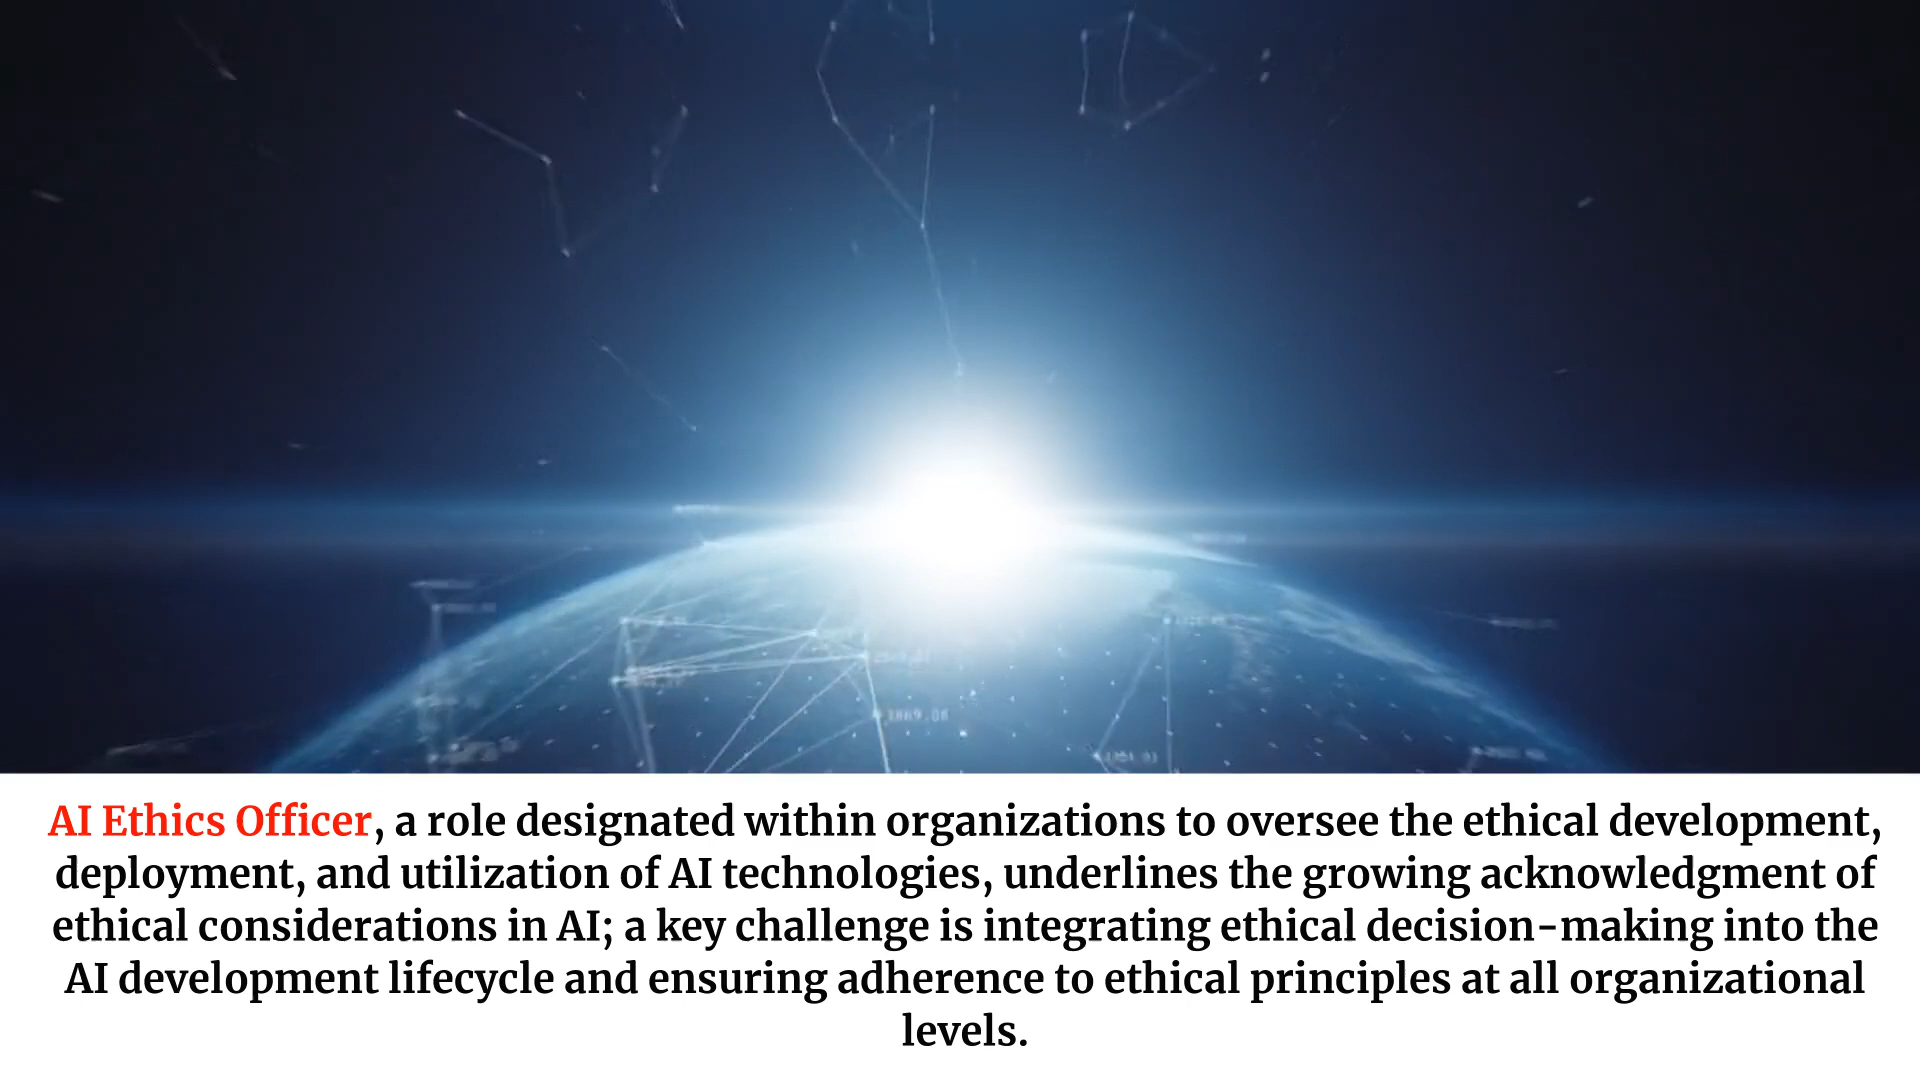 AI Ethics Officer, a role designated within organizations to oversee the ethical development,
deployment, and utilization of AI technologies, underlines the growing acknowledgment of
ethical considerations in AI; a key challenge is integrating ethical decision-making into the
AI development lifecycle and ensuring adherence to ethical principles at all organizational
levels.